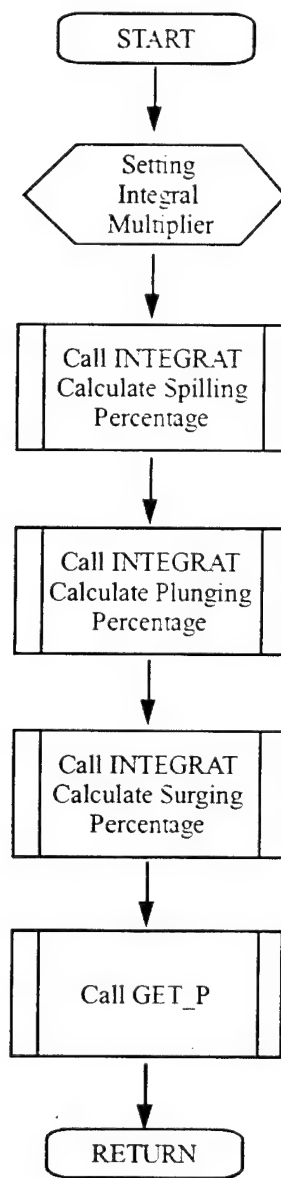 START
Setting
Integral
Multiplier
Call INTEGRAT
Calculate Spilling
Percentage
Call INTEGRAT
Calculate Plunging
Percentage
Call INTEGRAT
Calculate Surging
Percentage
Call GET_P
RETURN